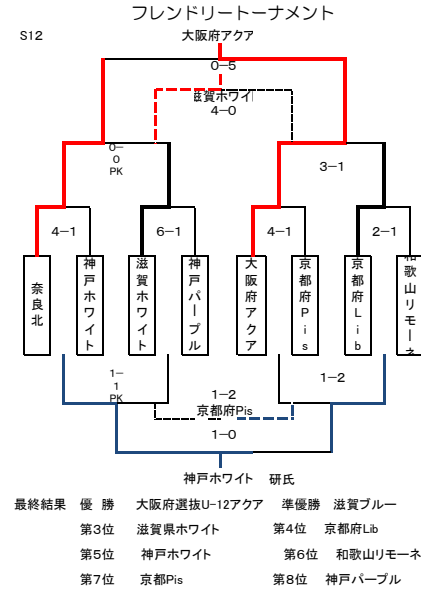 フレンドリートーナメント
S12
大阪府アクア
0-5
滋賀ホワイ
4-0
0-0
PK
3-1
4-1
6-1
4-1
2-1
奈良北
神戸ホワイト
滋賀ホワイト
神戸パープル
大阪府アクア
京都府Pis
京都府Lib
和歌山リモーネ
1-1
PK
1-2
1-2
京都府Pis
1-0
神戸ホワイト 研氏
最終結果 優 勝 大阪府選抜U-12アクア 準優勝 滋賀ブルー
第3位 滋賀県ホワイト 第4位 京都府Lib
第5位 神戸ホワイト 第6位 和歌山リモーネ
第7位 京都Pis 第8位 神戸パープル